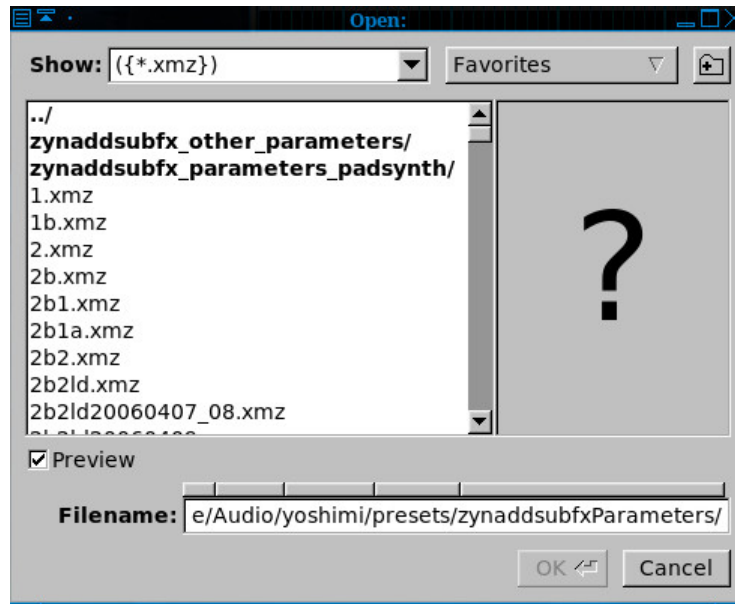 Open:
Show: ({*.xmz}) Favorites
../
zynaddsubfx_other_parameters/
zynaddsubfx_parameters_padsynth/
1.xmz
1b.xmz
2.xmz
2b.xmz
2b1.xmz
2b1a.xmz
2b2.xmz
2b2ld.xmz
2b2ld20060407_08.xmz
Preview
Filename: e/Audio/yoshimi/presets/zynaddsubfxParameters/
OK Cancel
?